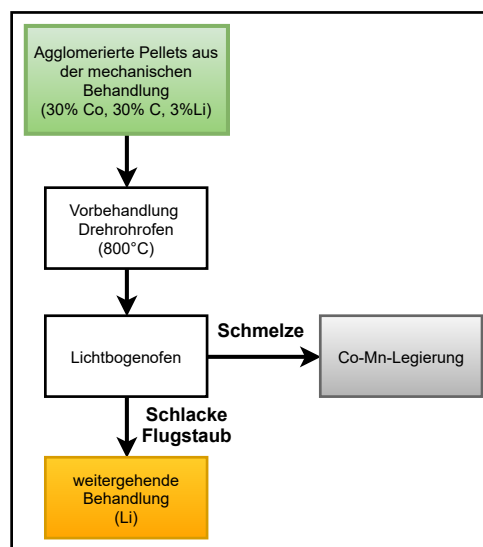 Agglomerierte Pellets aus
der mechanischen
Behandlung
(30% Co, 30% C, 3%Li)
Vorbehandlung
Drehrohrofen
(800°C)
Lichtbogenofen
Schmelze
Co-Mn-Legierung
Schlacke
Flugstaub
weitergehende
Behandlung
(Li)